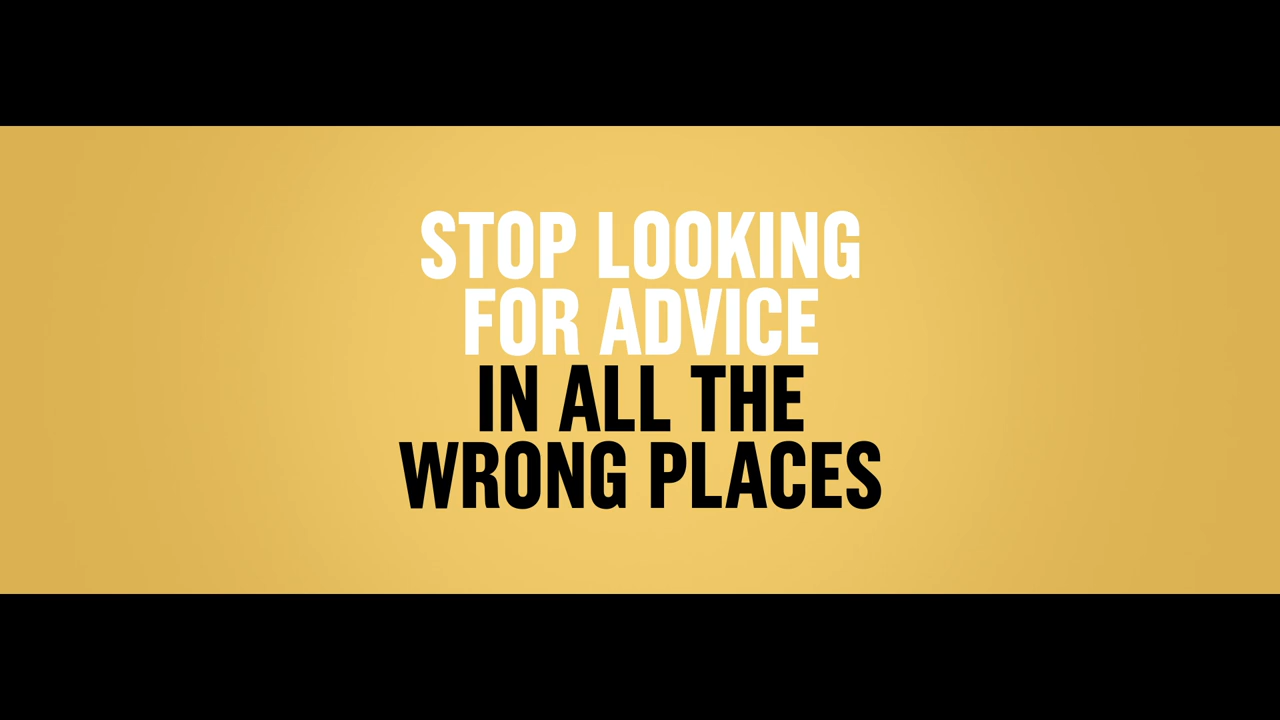 STOP LOOKING
FOR ADVICE
IN ALL THE
WRONG PLACES